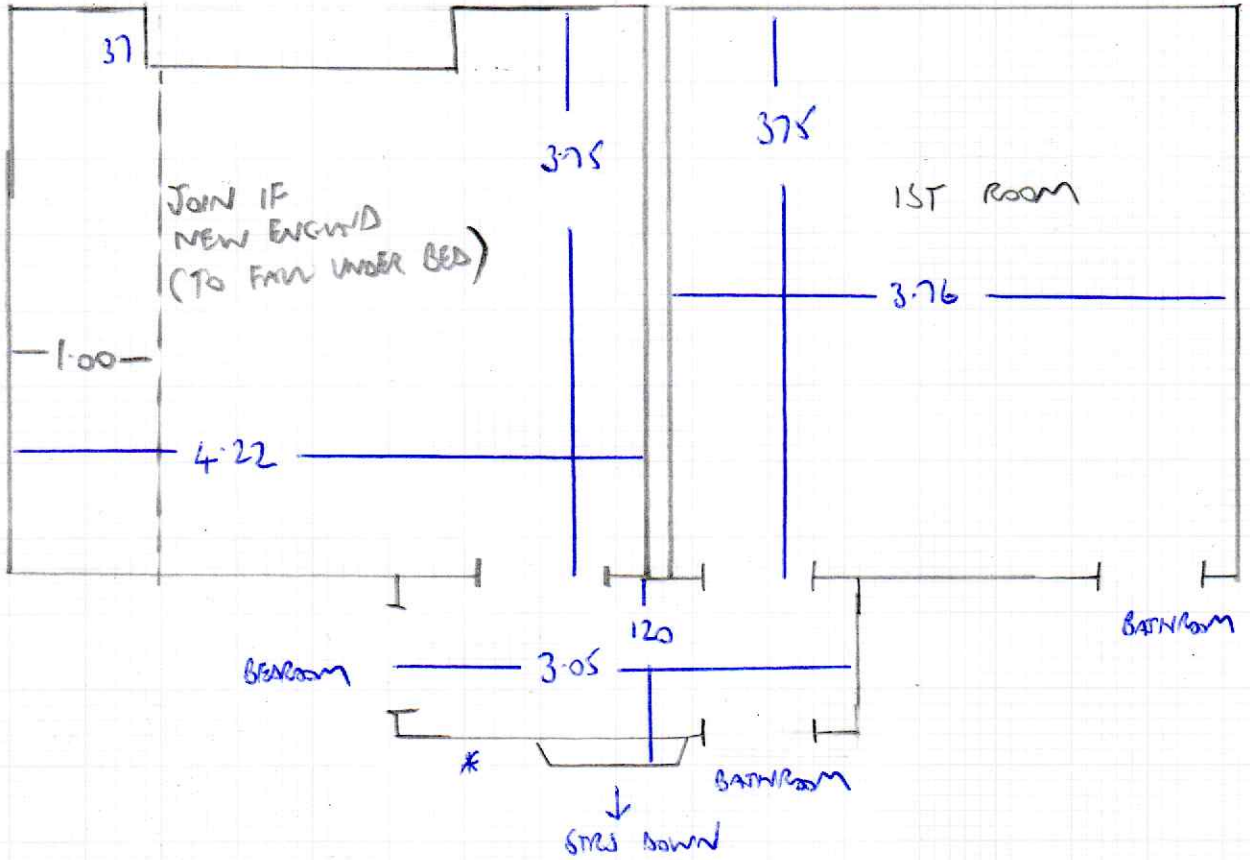 37
3.75
375
1ST ROOM
JOIN IF
NEW ENGLND
(TO FALL UNDER BED)
3.76
1.00
4.22
120
BEDROOM
3.05
BATHROOM
*
BATHROOM
STRS DOWN